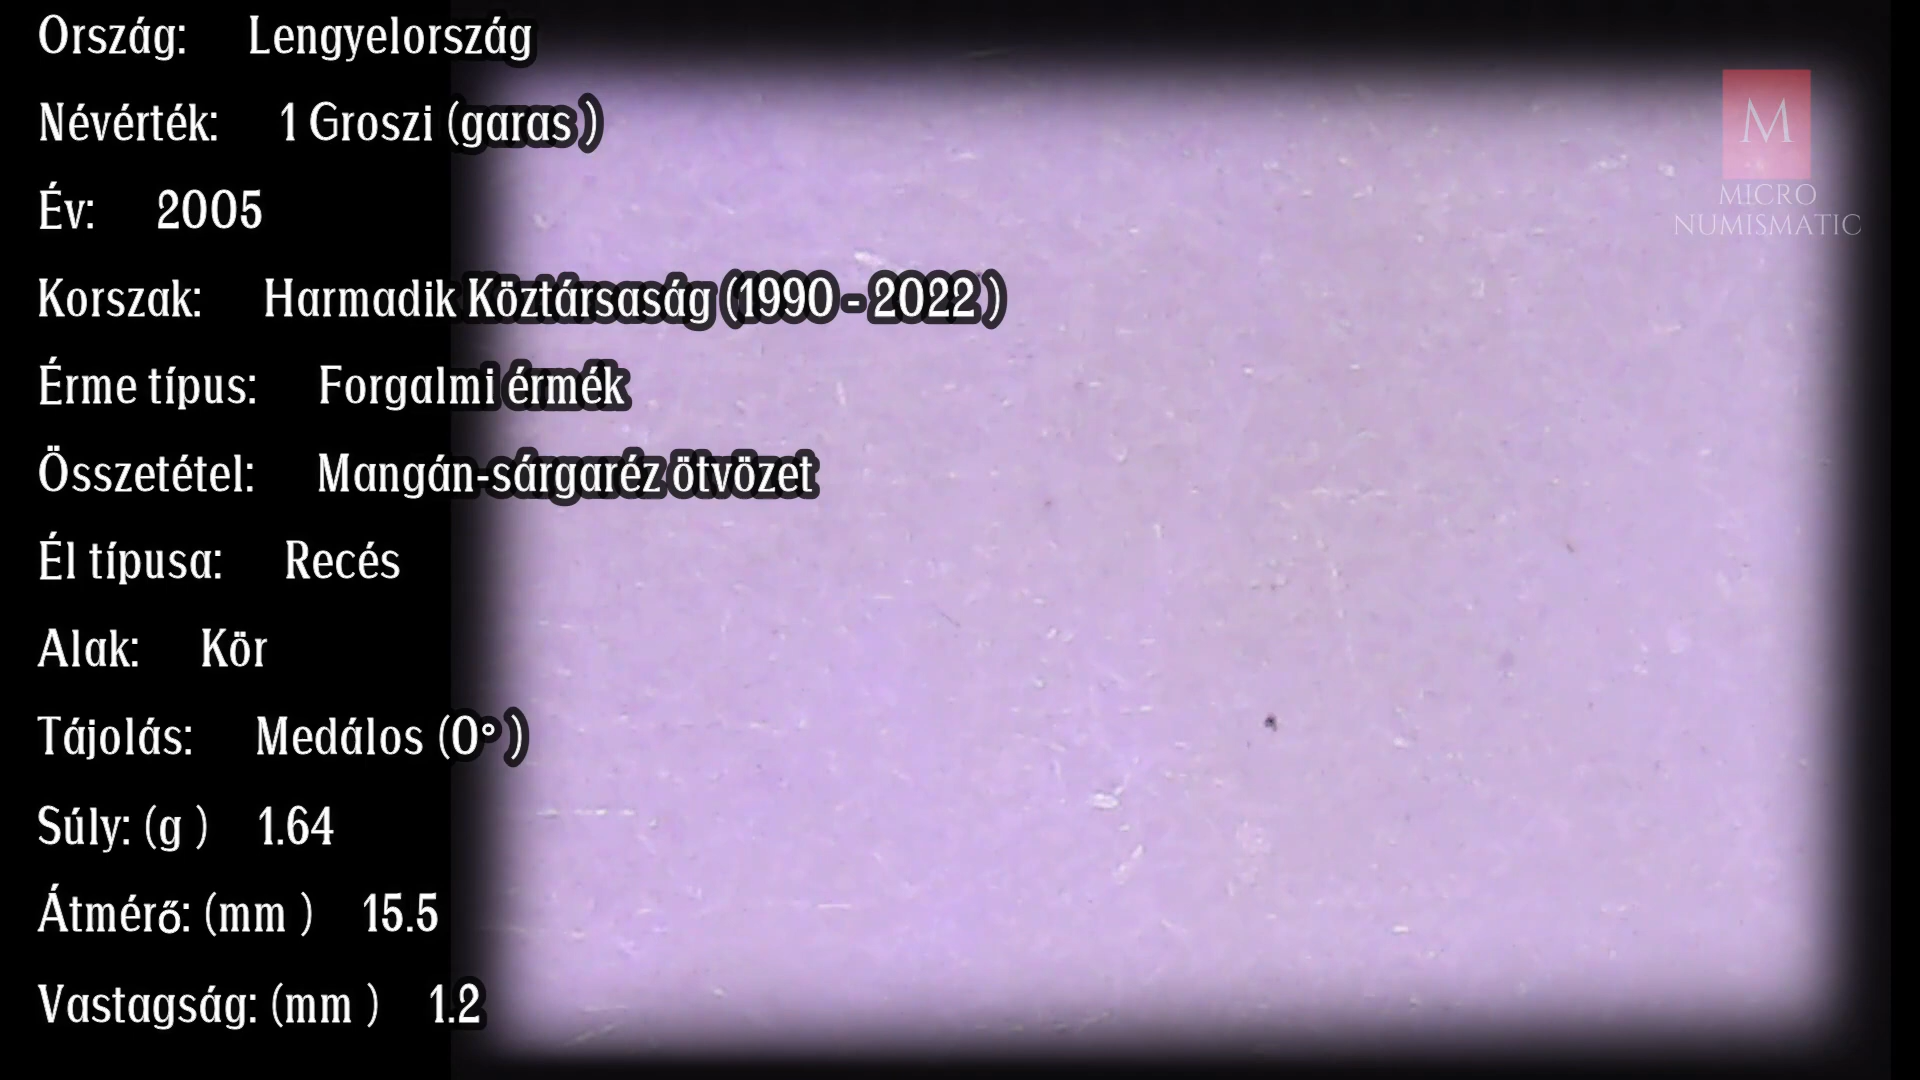 Ország: Lengyelország
Névérték: 1 Groszi (garas )
Év: 2005
Korszak: Harmadik Köztársaság (1990 - 2022 )
Érme típus: Forgalmi érmék
Összetétel: Mangán-sárgaréz ötvözet
Él típusa: Recés
Alak: Kör
Tájolás: Medálos (0° )
Súly: (g ) 1.64
Átmérő: (mm ) 15.5
Vastagság: (mm ) 1.2
M
MICRO
NUMISMATIC